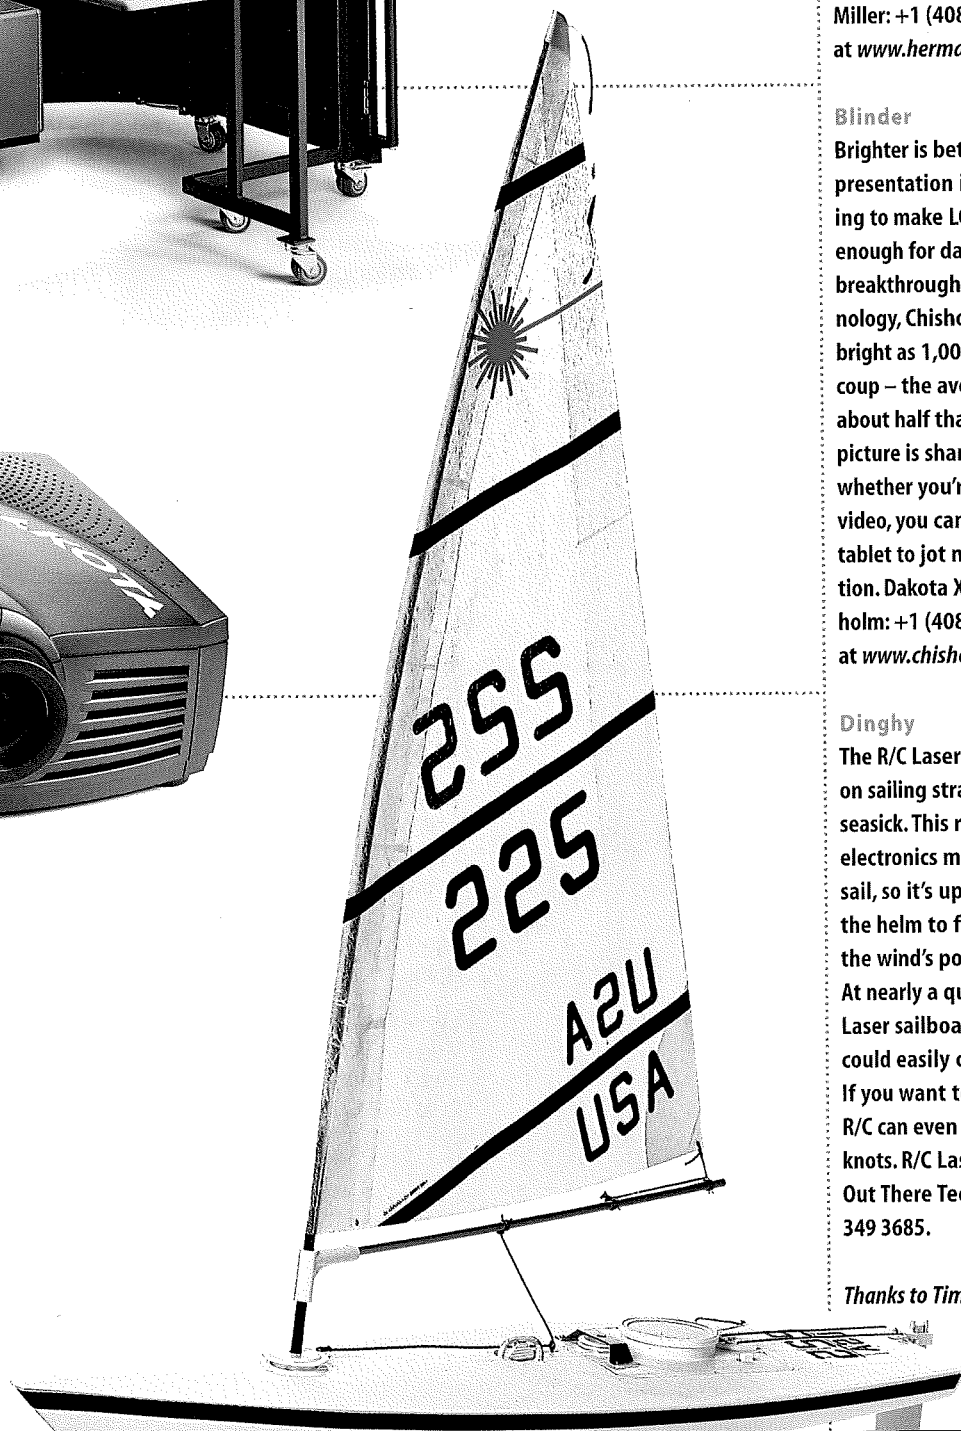 Miller: +1 (408
at www.herma
Blinder
Brighter is bet
presentation i
ing to make L
enough for da
breakthrough
nology, Chisho
bright as 1,00
coup – the ave
about half tha
picture is shar
whether you'r
video, you can
tablet to jot n
tion. Dakota X
holm: +1 (408
at www.chisho
Dinghy
The R/C Laser
on sailing stra
seasick. This r
electronics m
sail, so it's up
the helm to f
the wind's po
At nearly a qu
Laser sailboa
could easily c
If you want t
R/C can even
knots. R/C Las
Out There Tec
349 3685.
Thanks to Tim
KOTA
225
225
USA
USA